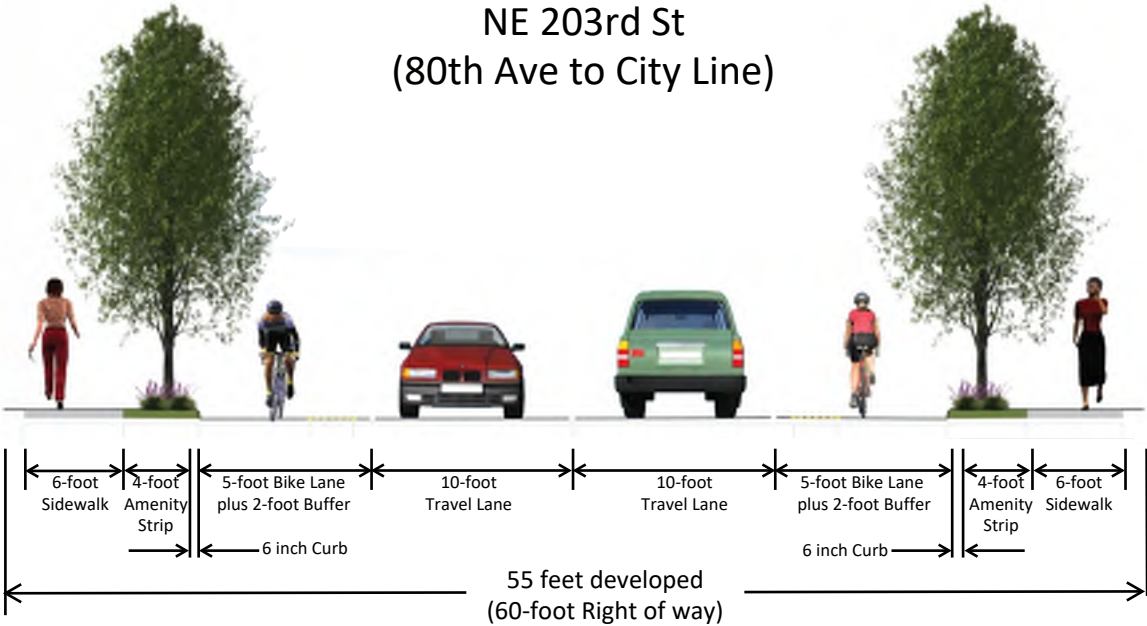 NE 203rd St
(80th Ave to City Line)
6-foot
Sidewalk
4-foot
Amenity
Strip
5-foot Bike Lane
plus 2-foot Buffer
10-foot
Travel Lane
10-foot
Travel Lane
5-foot Bike Lane
plus 2-foot Buffer
4-foot
Amenity
Strip
6-foot
Sidewalk
6 inch Curb
6 inch Curb
55 feet developed
(60-foot Right of way)